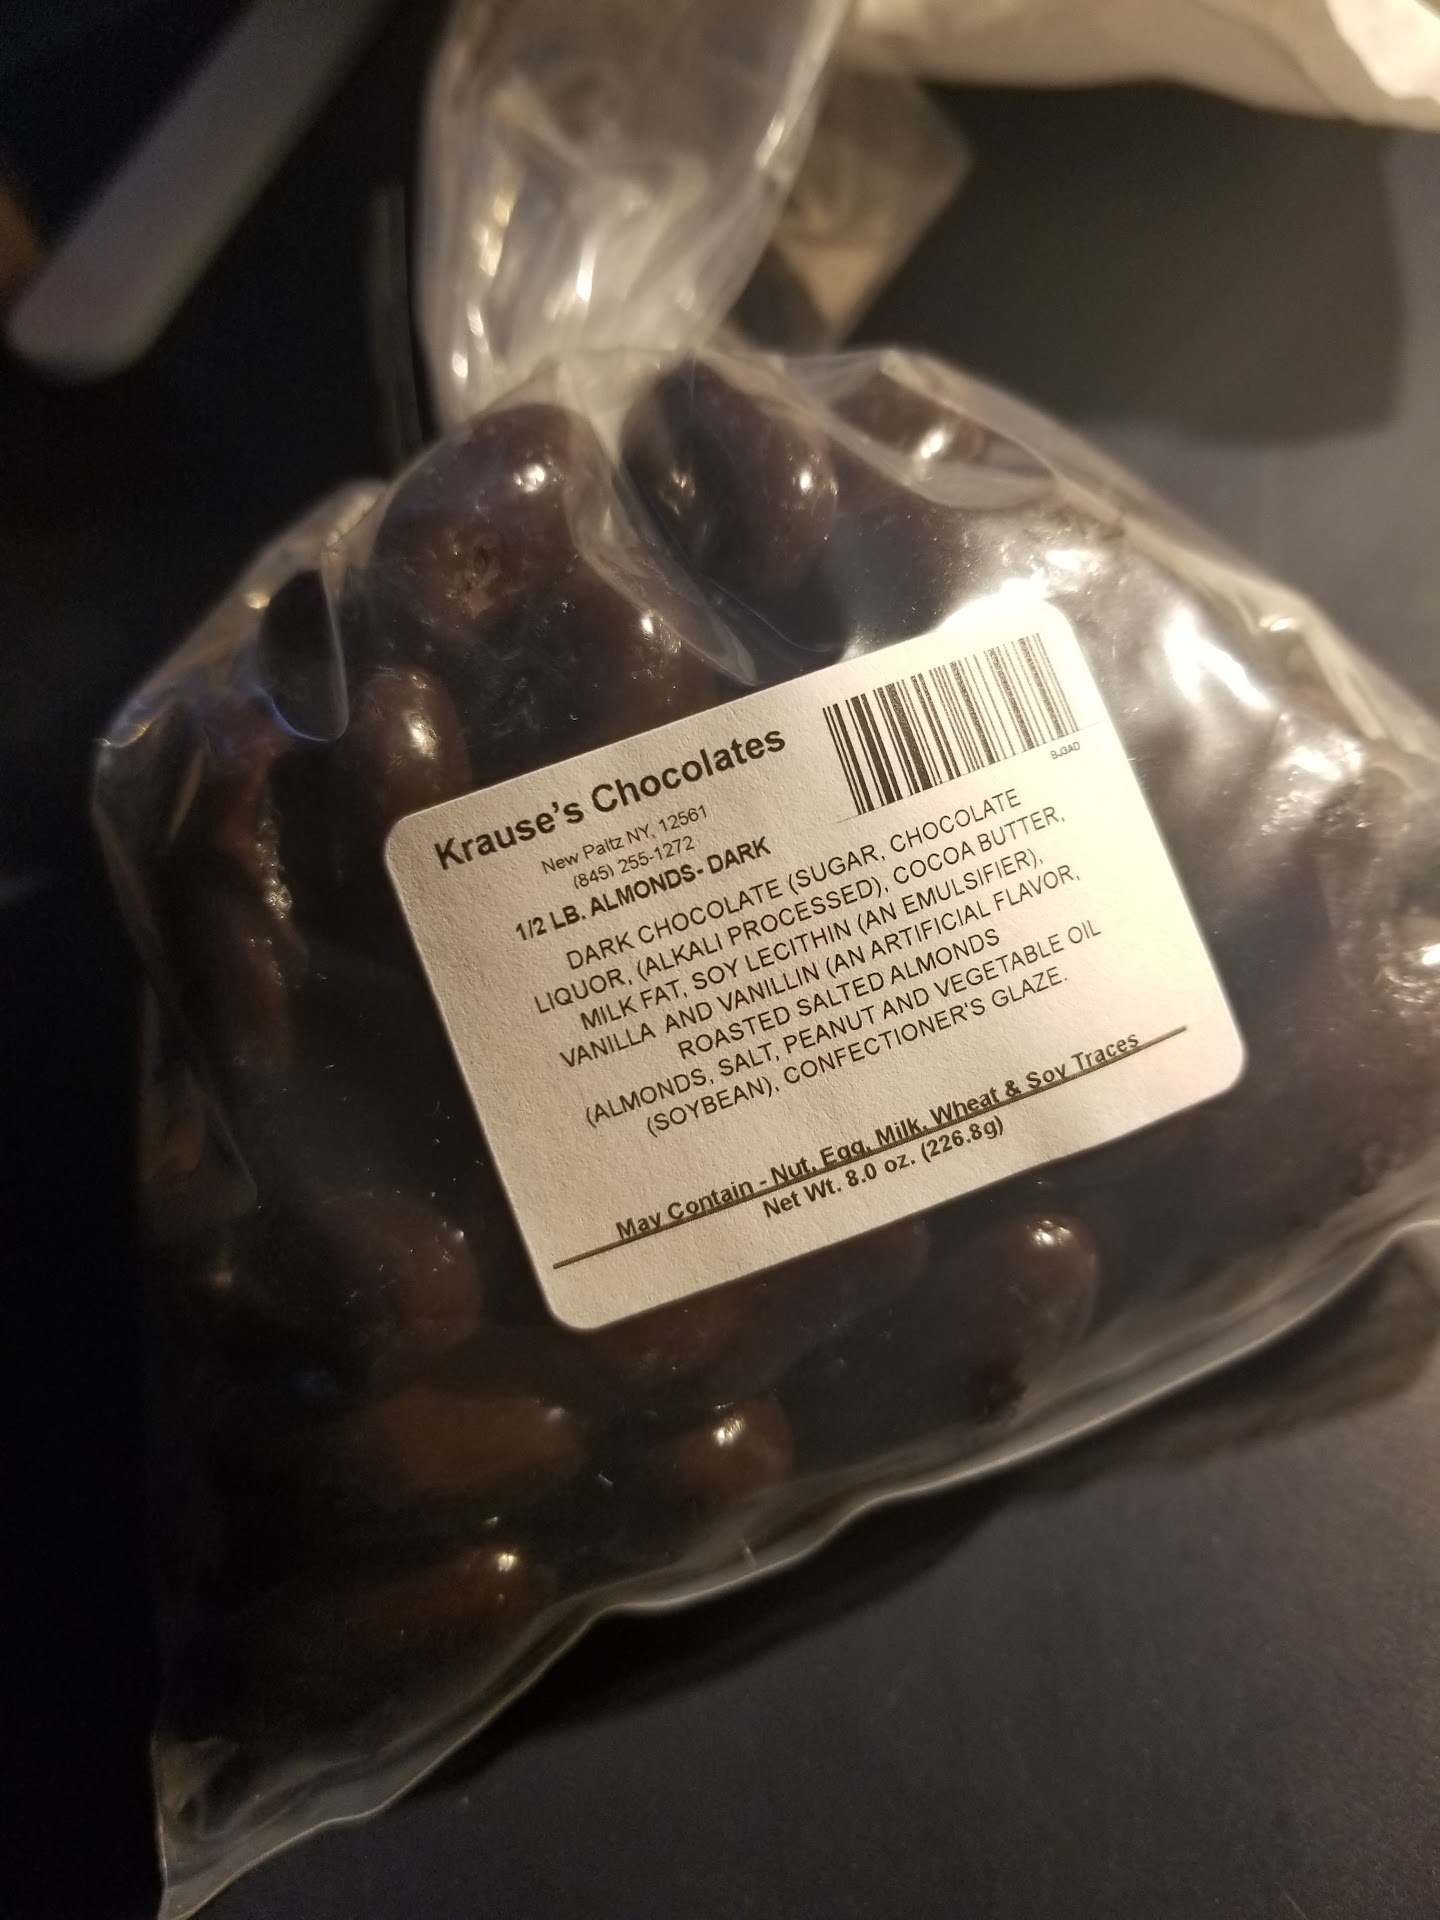 Krause's Chocolates
New Paltz NY, 12561
(845) 255-1272
1/2 LB. ALMONDS- DARK
BJ3AD
DARK CHOCOLATE (SUGAR, CHOCOLATE
LIQUOR, (ALKALI PROCESSED), COCOA BUTTER,
MILK FAT, SOY LECITHIN (AN EMULSIFIER),
VANILLA AND VANILLIN (AN ARTIFICIAL FLAVOR,
ROASTED SALTED ALMONDS
(ALMONDS, SALT, PEANUT AND VEGETABLE OIL
(SOYBEAN), CONFECTIONER'S GLAZE.
May Contain - Nut, Egg, Milk, Wheat & Soy Traces
Net Wt. 8.0 oz. (226.8g)